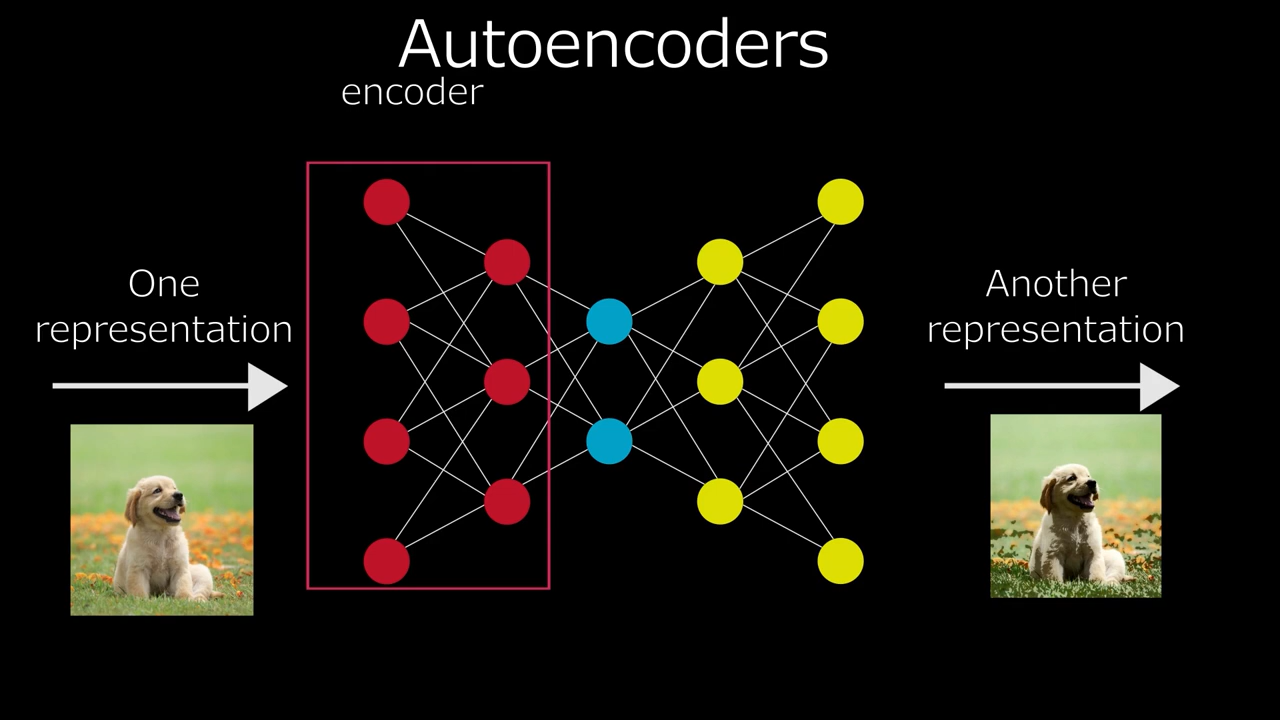 Autoencoders
encoder
One
representation
Another
representation